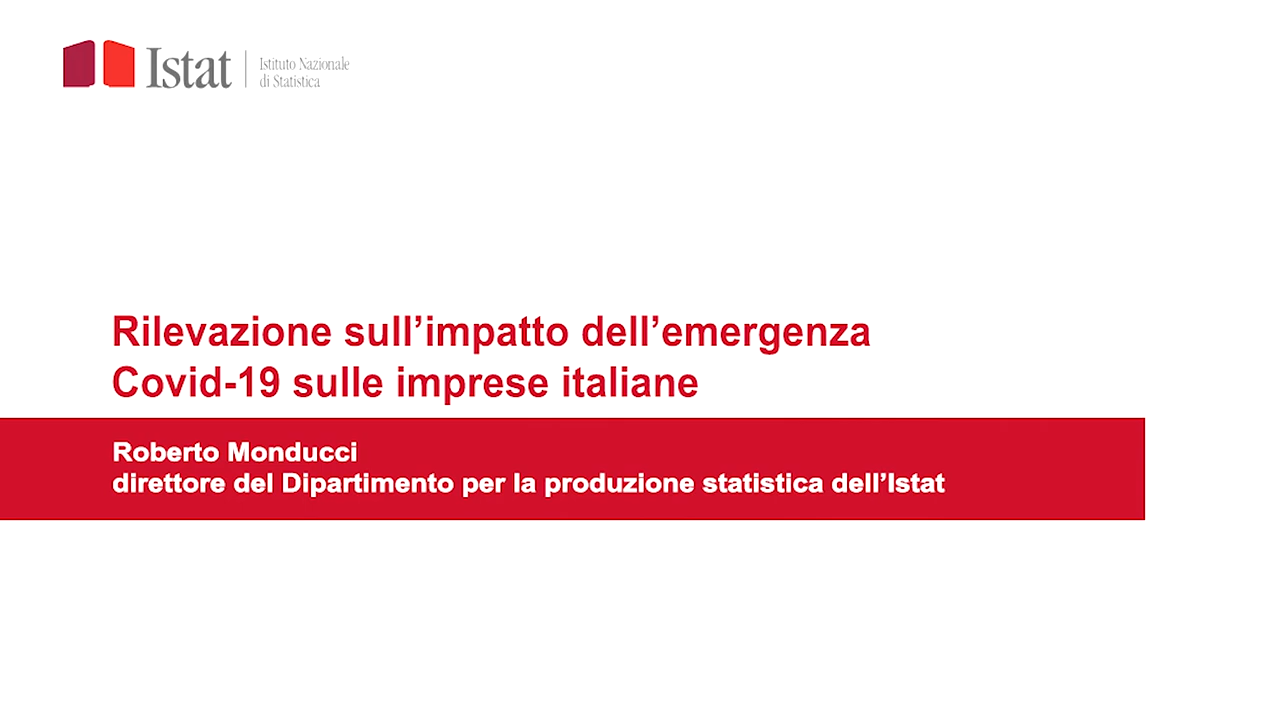 Istat
Istituto Nazionale
di Statistica
Rilevazione sull’impatto dell’emergenza
Covid-19 sulle imprese italiane
Roberto Monducci
direttore del Dipartimento per la produzione statistica dell’Istat